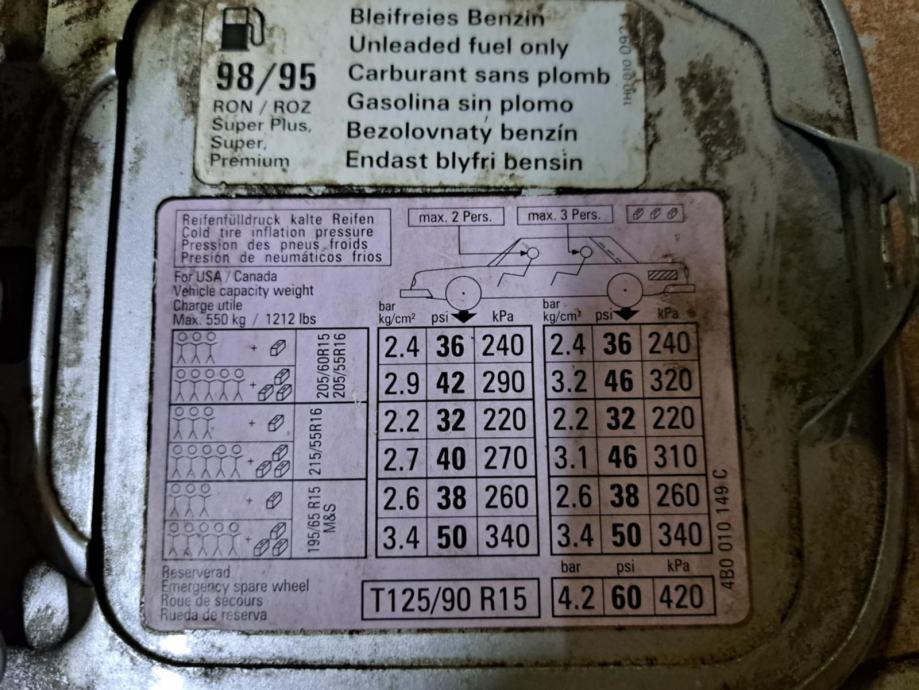 98/95
RON / ROZ
Super Plus,
Super,
Premium
Bleifreies Benzin
Unleaded fuel only
Carburant sans plomb
Gasolina sin plomo
Bezolovnatý benzín
Endast blyfri bensin
Reifenfülldruck kalte Reifen
Cold tire inflation pressure
Pression des pneus froids
Presión de neumáticos frios
For USA / Canada
Vehicle capacity weight
Charge utile
Max. 550 kg / 1212 lbs
max. 2 Pers. max. 3 Pers.
bar bar
kg/cm² psi kPa kg/cm² psi kPa
205/60R15
205/55R16
2.4 36 240 2.4 36 240
2.9 42 290 3.2 46 320
215/55R16
2.2 32 220 2.2 32 220
2.7 40 270 3.1 46 310
195/65 R15
M&S
2.6 38 260 2.6 38 260
3.4 50 340 3.4 50 340
Reserverad
Emergency spare wheel
Roue de secours
Rueda de reserva
T125/90 R15
bar psi kPa
4.2 60 420
4B0 010 149 C